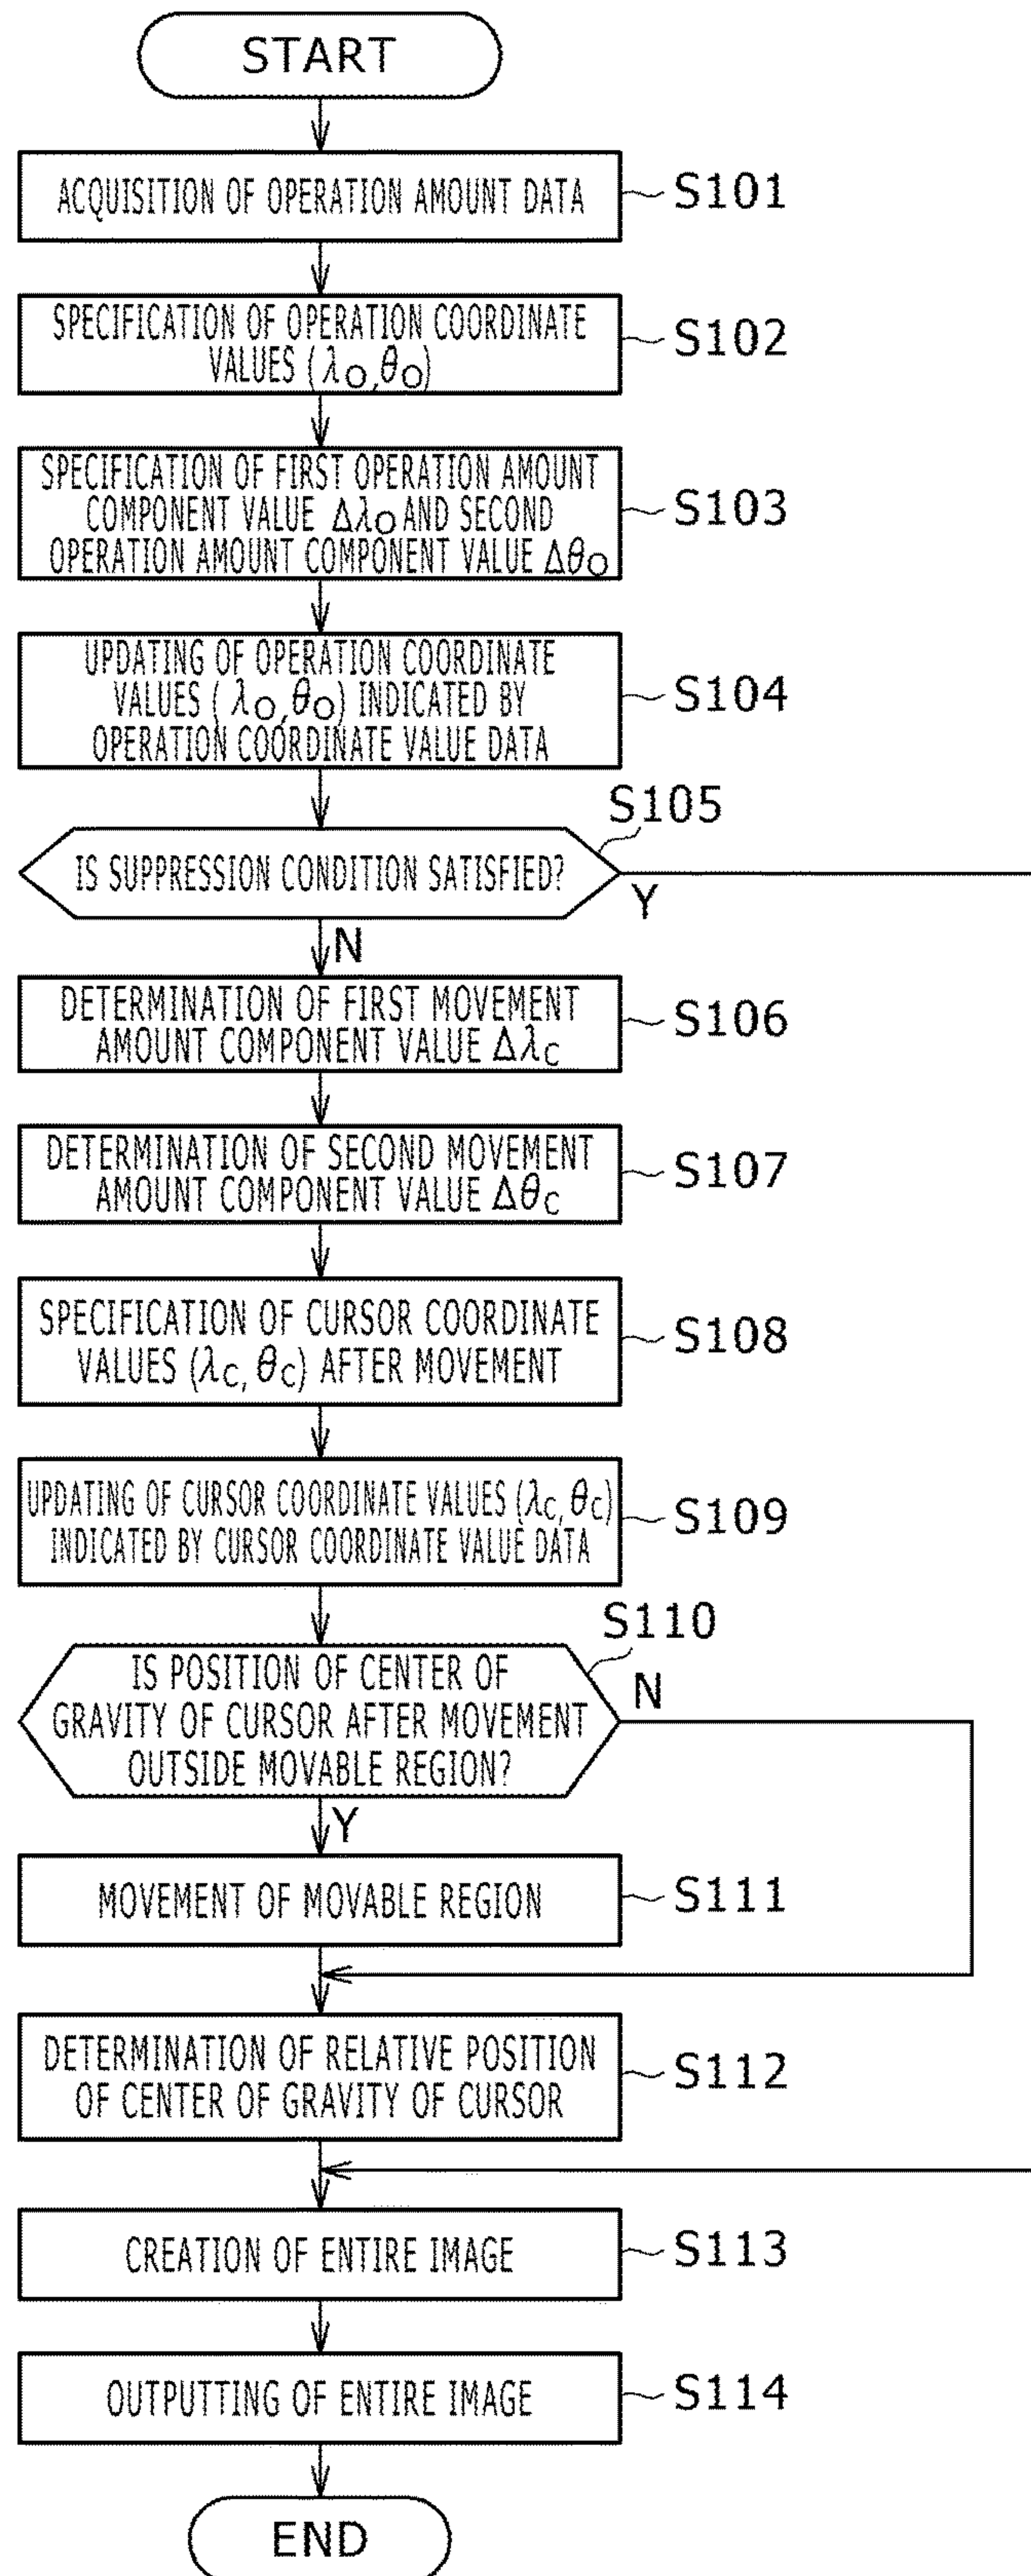 START
ACQUISITION OF OPERATION AMOUNT DATA
S101
SPECIFICATION OF OPERATION COORDINATE
VALUES (λO,θO)
S102
SPECIFICATION OF FIRST OPERATION AMOUNT
COMPONENT VALUE ΔλO AND SECOND
OPERATION AMOUNT COMPONENT VALUE ΔθO
S103
UPDATING OF OPERATION COORDINATE
VALUES (λO,θO) INDICATED BY
OPERATION COORDINATE VALUE DATA
S104
S105
IS SUPPRESSION CONDITION SATISFIED?
Y
N
DETERMINATION OF FIRST MOVEMENT
AMOUNT COMPONENT VALUE ΔλC
S106
DETERMINATION OF SECOND MOVEMENT
AMOUNT COMPONENT VALUE ΔθC
S107
SPECIFICATION OF CURSOR COORDINATE
VALUES (λC, θC) AFTER MOVEMENT
S108
UPDATING OF CURSOR COORDINATE VALUES (λC, θC)
INDICATED BY CURSOR COORDINATE VALUE DATA
S109
S110
IS POSITION OF CENTER OF
GRAVITY OF CURSOR AFTER MOVEMENT
OUTSIDE MOVABLE REGION?
N
Y
MOVEMENT OF MOVABLE REGION
S111
DETERMINATION OF RELATIVE POSITION
OF CENTER OF GRAVITY OF CURSOR
S112
CREATION OF ENTIRE IMAGE
S113
OUTPUTTING OF ENTIRE IMAGE
S114
END